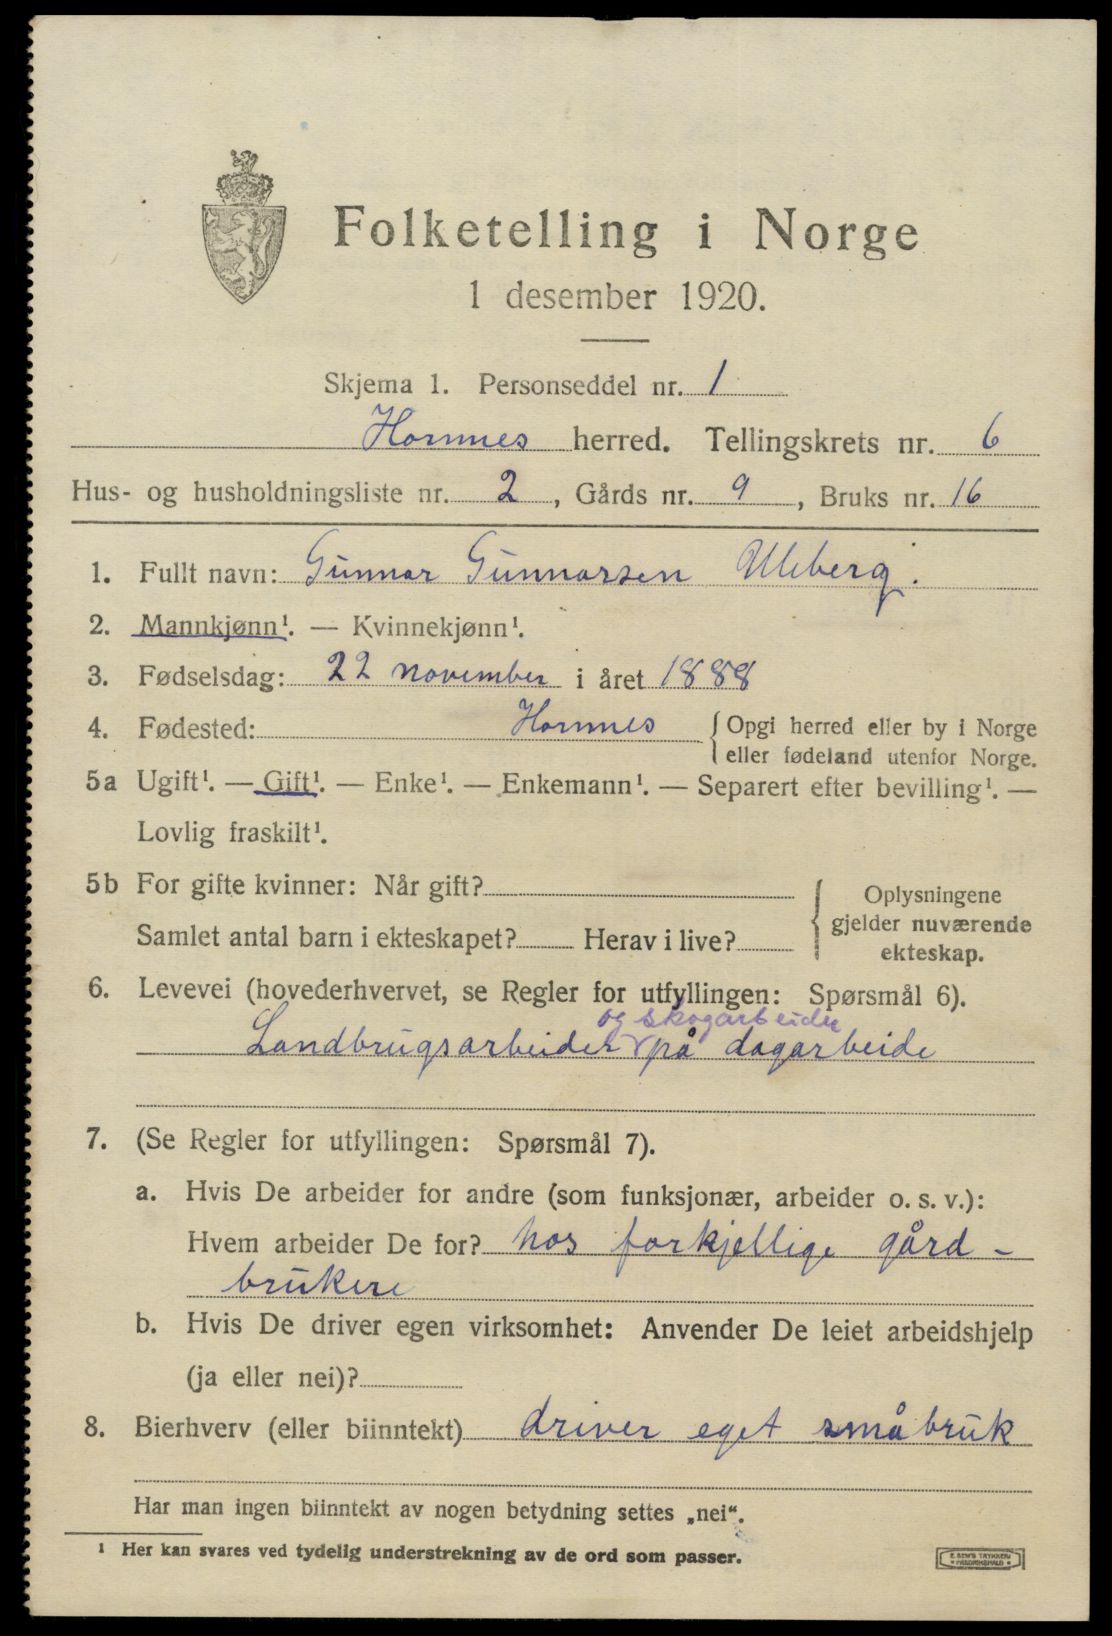 Folketelling i Norge
1 desember 1920.
Skjema 1. Personseddel nr. 1
Hornnes herred. Tellingskrets nr. 6
Hus- og husholdningsliste nr. 2, Gårds nr. 9, Bruks nr. 16
1. Fullt navn: Gunnar Gunnarsen Uleberg.
2. Mannkjønn¹. — Kvinnekjønn¹.
3. Fødselsdag: 22 november i året 1888
4. Fødested: Hornnes { Opgi herred eller by i Norge
eller fødeland utenfor Norge.
5a Ugift¹. — Gift¹. — Enke¹. — Enkemann¹. — Separert efter bevilling¹. —
Lovlig fraskilt¹.
5b For gifte kvinner: Når gift?
Samlet antal barn i ekteskapet? Herav i live?
{ Oplysningene
gjelder nuværende
ekteskap.
6. Levevei (hovederhvervet, se Regler for utfyllingen: Spørsmål 6).
og skogarbeider
Landbrugsarbeider på dagarbeide
7. (Se Regler for utfyllingen: Spørsmål 7).
a. Hvis De arbeider for andre (som funksjonær, arbeider o. s. v.):
Hvem arbeider De for? hos forkjellige gård-
brukere
b. Hvis De driver egen virksomhet: Anvender De leiet arbeidshjelp
(ja eller nei)?
8. Bierhverv (eller biinntekt) driver eget småbruk
Har man ingen biinntekt av nogen betydning settes „nei“.
¹ Her kan svares ved tydelig understrekning av de ord som passer.
E. SEM'S TRYKKERI
• FREDRIKSHALD •